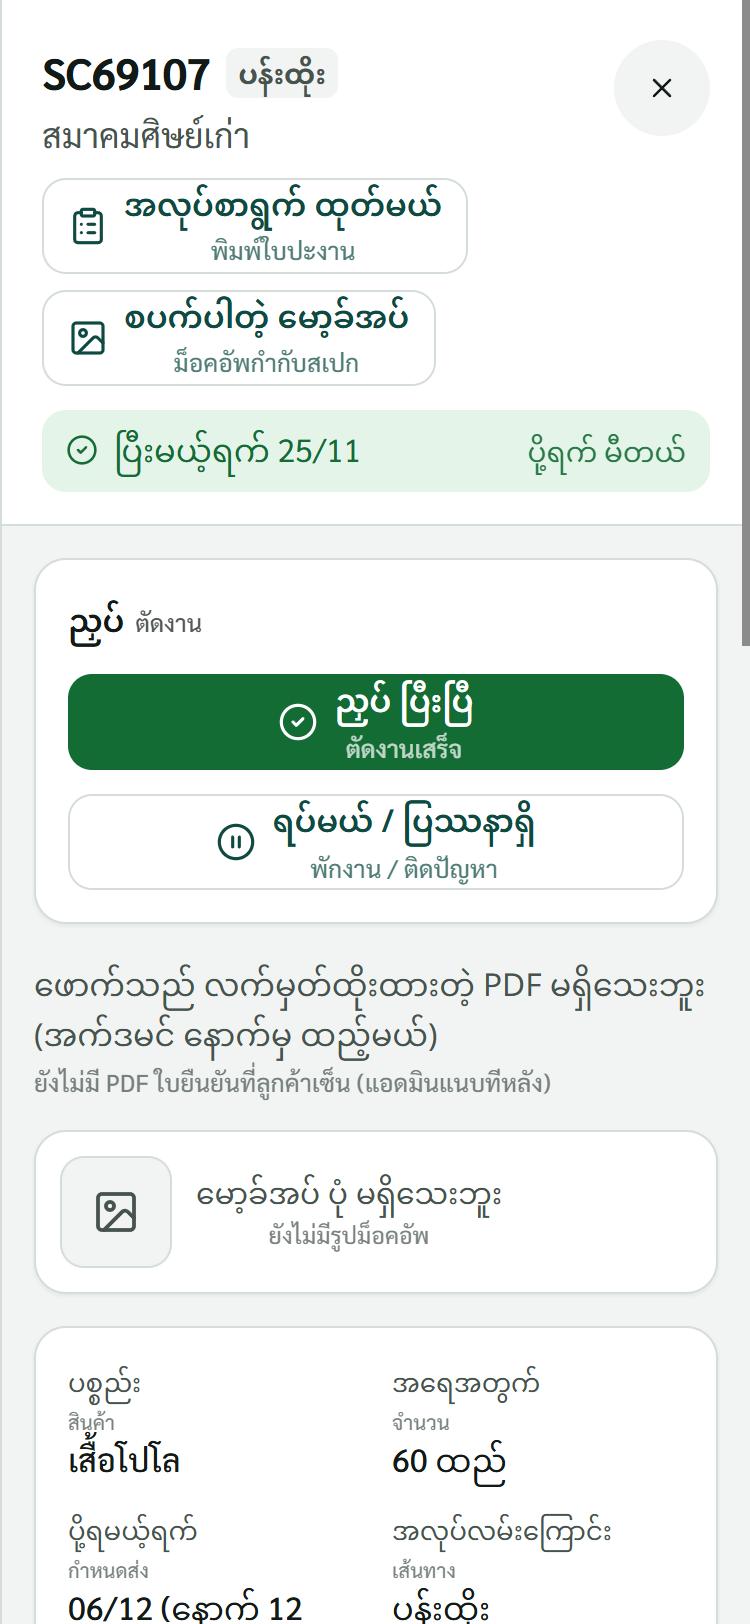 SC69107 ပန်းထိုး
สมาคมศิษย์เก่า
အလုပ်စာရွက် ထုတ်မယ်
พิมพ์ใบปะงาน
စပက်ပါတဲ့ မော့ခ်အပ်
ม็อคอัพกำกับสเปก
ပြီးမယ့်ရက် 25/11 ပို့ရက် မီတယ်
ညှပ် ตัดงาน
ညှပ် ပြီးပြီ
ตัดงานเสร็จ
ရပ်မယ် / ပြဿနာရှိ
พักงาน / ติดปัญหา
ဖောက်သည် လက်မှတ်ထိုးထားတဲ့ PDF မရှိသေးဘူး
(အက်ဒမင် နောက်မှ ထည့်မယ်)
ยังไม่มี PDF ใบยืนยันที่ลูกค้าเซ็น (แอดมินแนบทีหลัง)
မော့ခ်အပ် ပုံ မရှိသေးဘူး
ยังไม่มีรูปม็อคอัพ
ပစ္စည်း အရေအတွက်
สินค้า จำนวน
เสื้อโปโล 60 ထည်
ပို့ရမယ့်ရက် အလုပ်လမ်းကြောင်း
กำหนดส่ง เส้นทาง
06/12 (နောက် 12 ပန်းထိုး